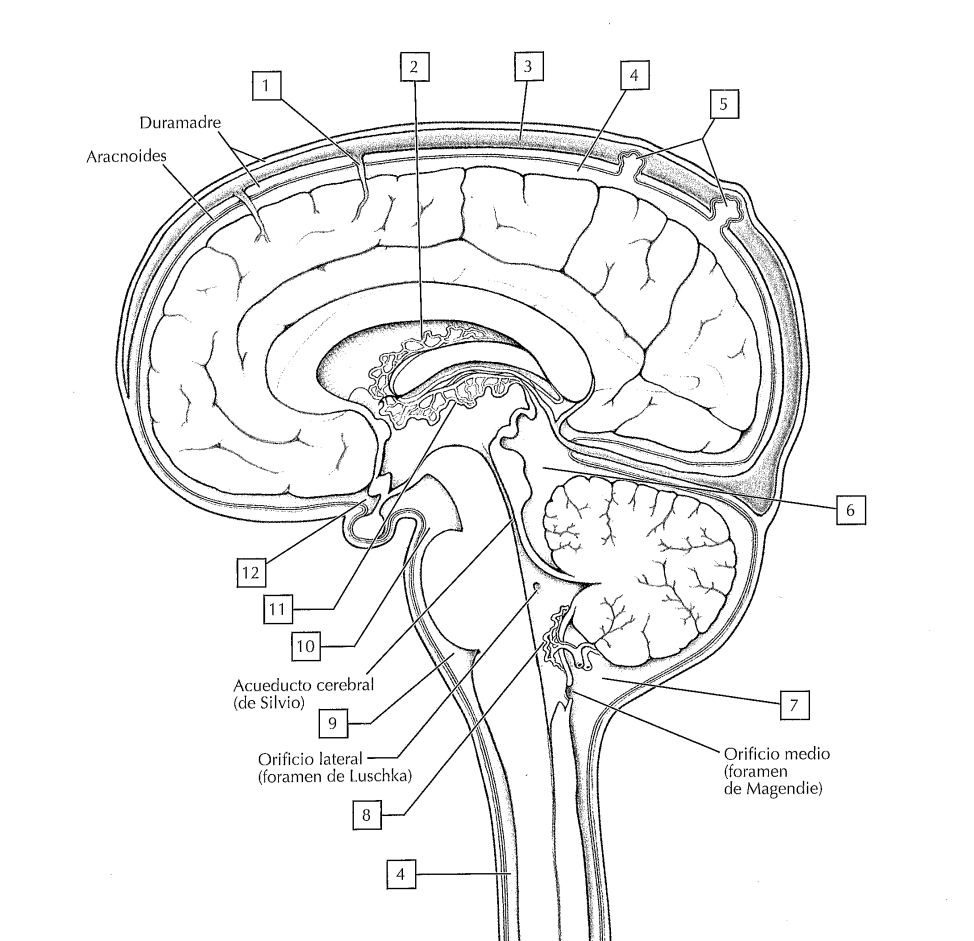 1
2
3
4
5
Duramadre
Aracnoides
6
12
11
10
Acueducto cerebral
(de Silvio)
9
7
Orificio lateral
(foramen de Luschka)
Orificio medio
(foramen
de Magendie)
8
4